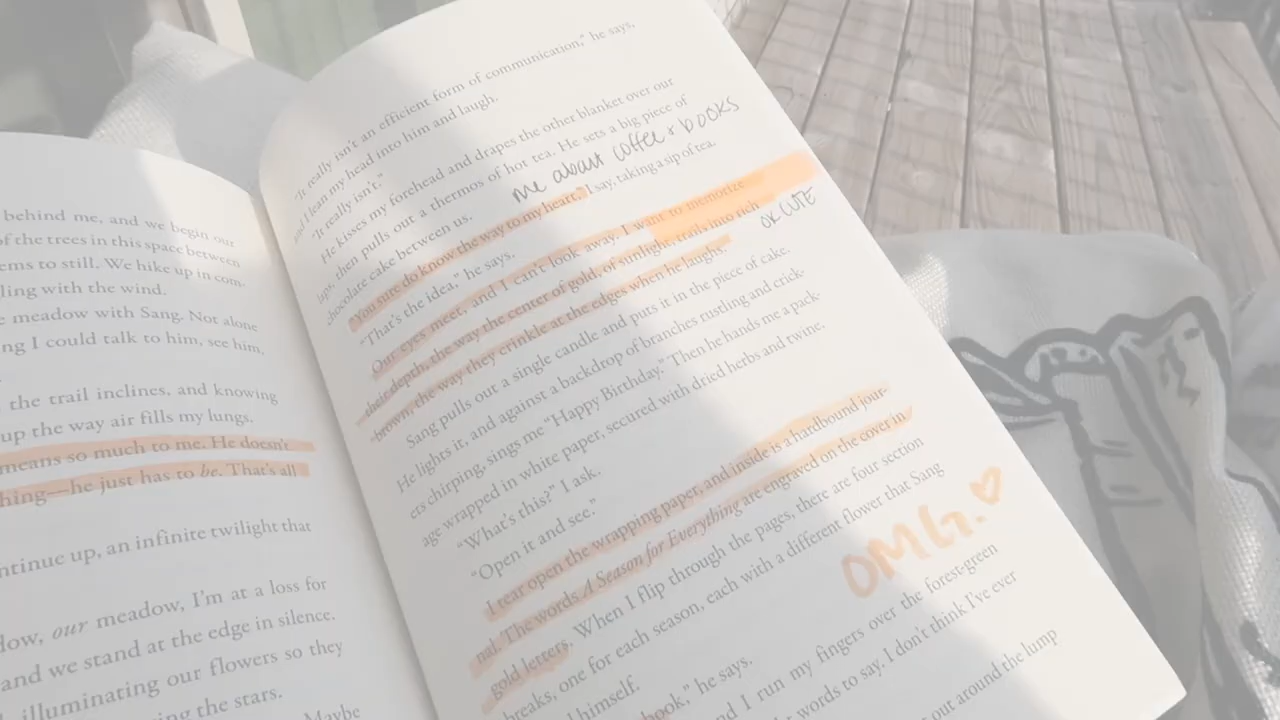 behind me, and we begin our
of the trees in this space between
ems to still. We hike up in com-
ling with the wind.
e meadow with Sang. Not alone
ng I could talk to him, see him,
the trail inclines, and knowing
up the way air fills my lungs.
means so much to me. He doesn't
thing—he just has to be. That's all
ntinue up, an infinite twilight that
dow, our meadow, I'm at a loss for
and we stand at the edge in silence.
illuminating our flowers so they
ing the stars.
Maybe
"It really isn't an efficient form of communication," he says,
and I lean my head into him and laugh.
"It really isn't."
He kisses my forehead and drapes the other blanket over our
laps, then pulls out a thermos of hot tea. He sets a big piece of
chocolate cake between us.
me about coffee & books
"You sure do know the way to my heart," I say, taking a sip of tea.
"That's the idea," he says.
Our eyes meet, and I can't look away. I want to memorize
their depth, the way the center of gold, of sunlight, trails into rich
brown, the way they crinkle at the edges when he laughs.
ok CUTE
Sang pulls out a single candle and puts it in the piece of cake.
He lights it, and against a backdrop of branches rustling and crick-
ers chirping, sings me "Happy Birthday." Then he hands me a pack-
age wrapped in white paper, secured with dried herbs and twine.
"What's this?" I ask.
"Open it and see."
I tear open the wrapping paper, and inside is a hardbound jour-
nal. The words A Season for Everything are engraved on the cover in
gold letters. When I flip through the pages, there are four section
breaks, one for each season, each with a different flower that Sang
himself.
OMG.
book," he says.
nd I run my fingers over the forest-green
words to say. I don't think I've ever
out around the lump